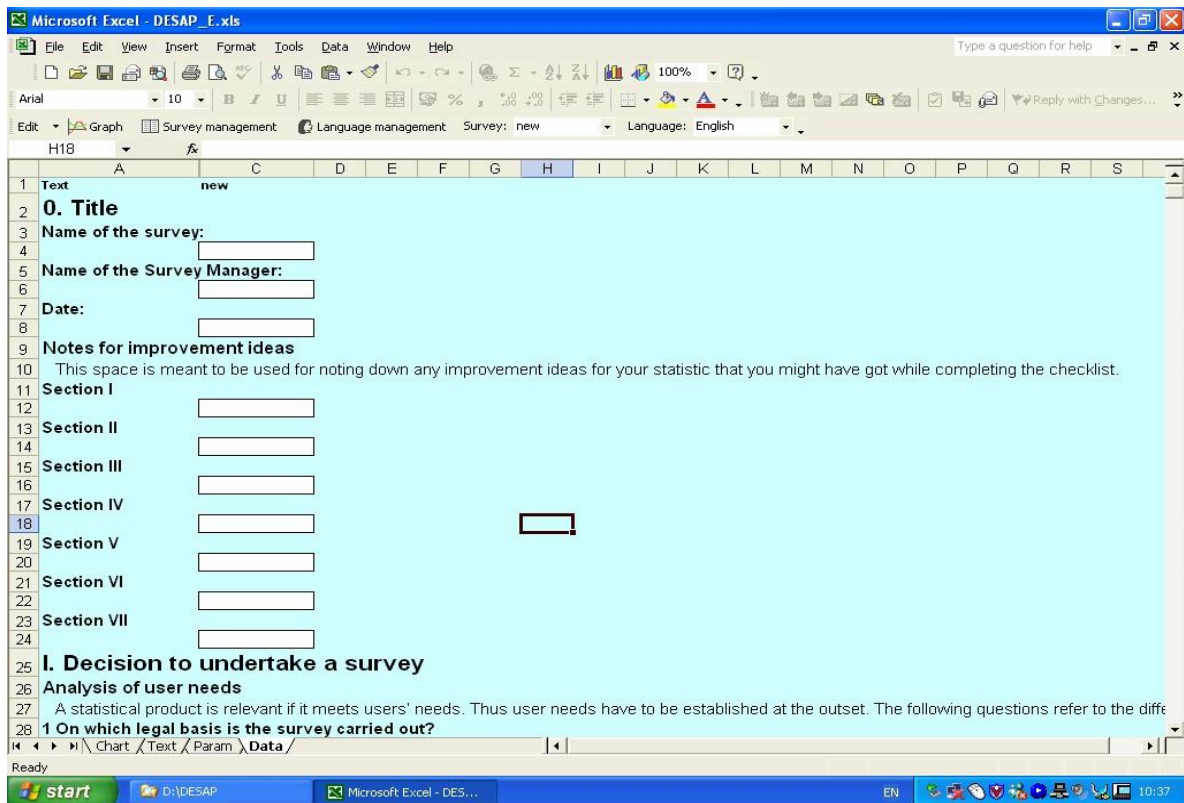 Microsoft Excel - DESAP_E.xls
File Edit View Insert Format Tools Data Window Help Type a question for help
100%
Arial 10 B I U % , Reply with Changes...
Edit Graph Survey management Language management Survey: new Language: English
H18 fx
A C D E F G H I J K L M N O P Q R S
1 Text new
2 0. Title
3 Name of the survey:
4
5 Name of the Survey Manager:
6
7 Date:
8
9 Notes for improvement ideas
10 This space is meant to be used for noting down any improvement ideas for your statistic that you might have got while completing the checklist.
11 Section I
12
13 Section II
14
15 Section III
16
17 Section IV
18
19 Section V
20
21 Section VI
22
23 Section VII
24
25 I. Decision to undertake a survey
26 Analysis of user needs
27 A statistical product is relevant if it meets users' needs. Thus user needs have to be established at the outset. The following questions refer to the diffe
28 1 On which legal basis is the survey carried out?
Chart Text Param Data
Ready
start D:\DESAP Microsoft Excel - DES... EN 10:37